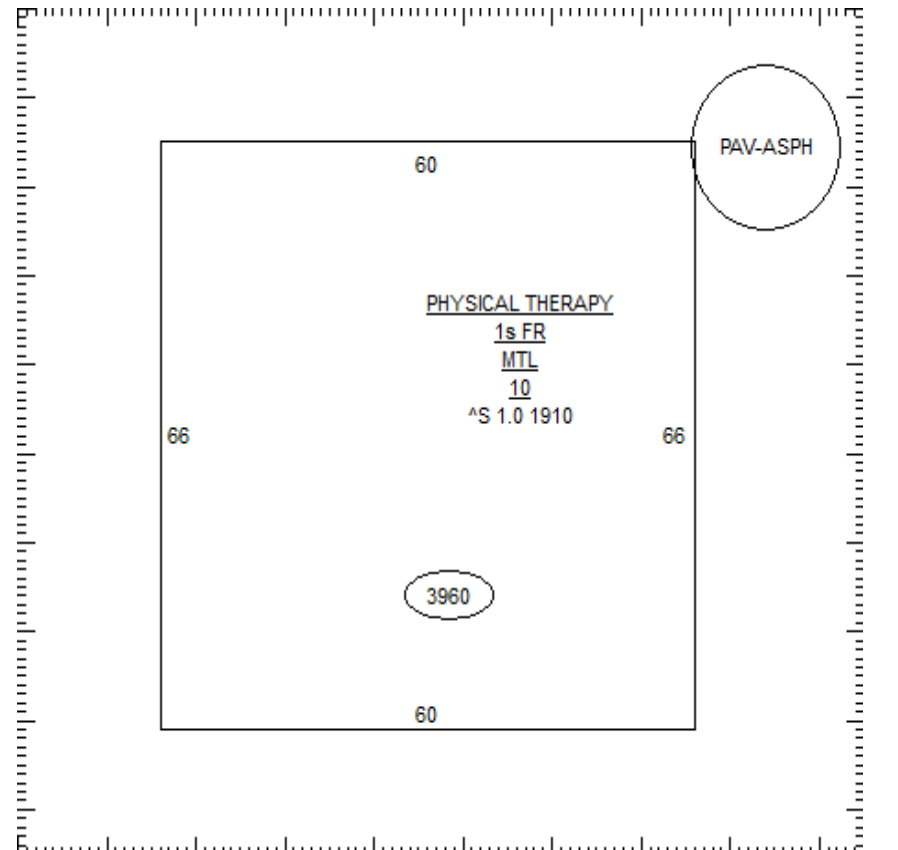 PAV-ASPH
60
PHYSICAL THERAPY
1s FR
MTL
10
^S 1.0 1910
66
66
3960
60